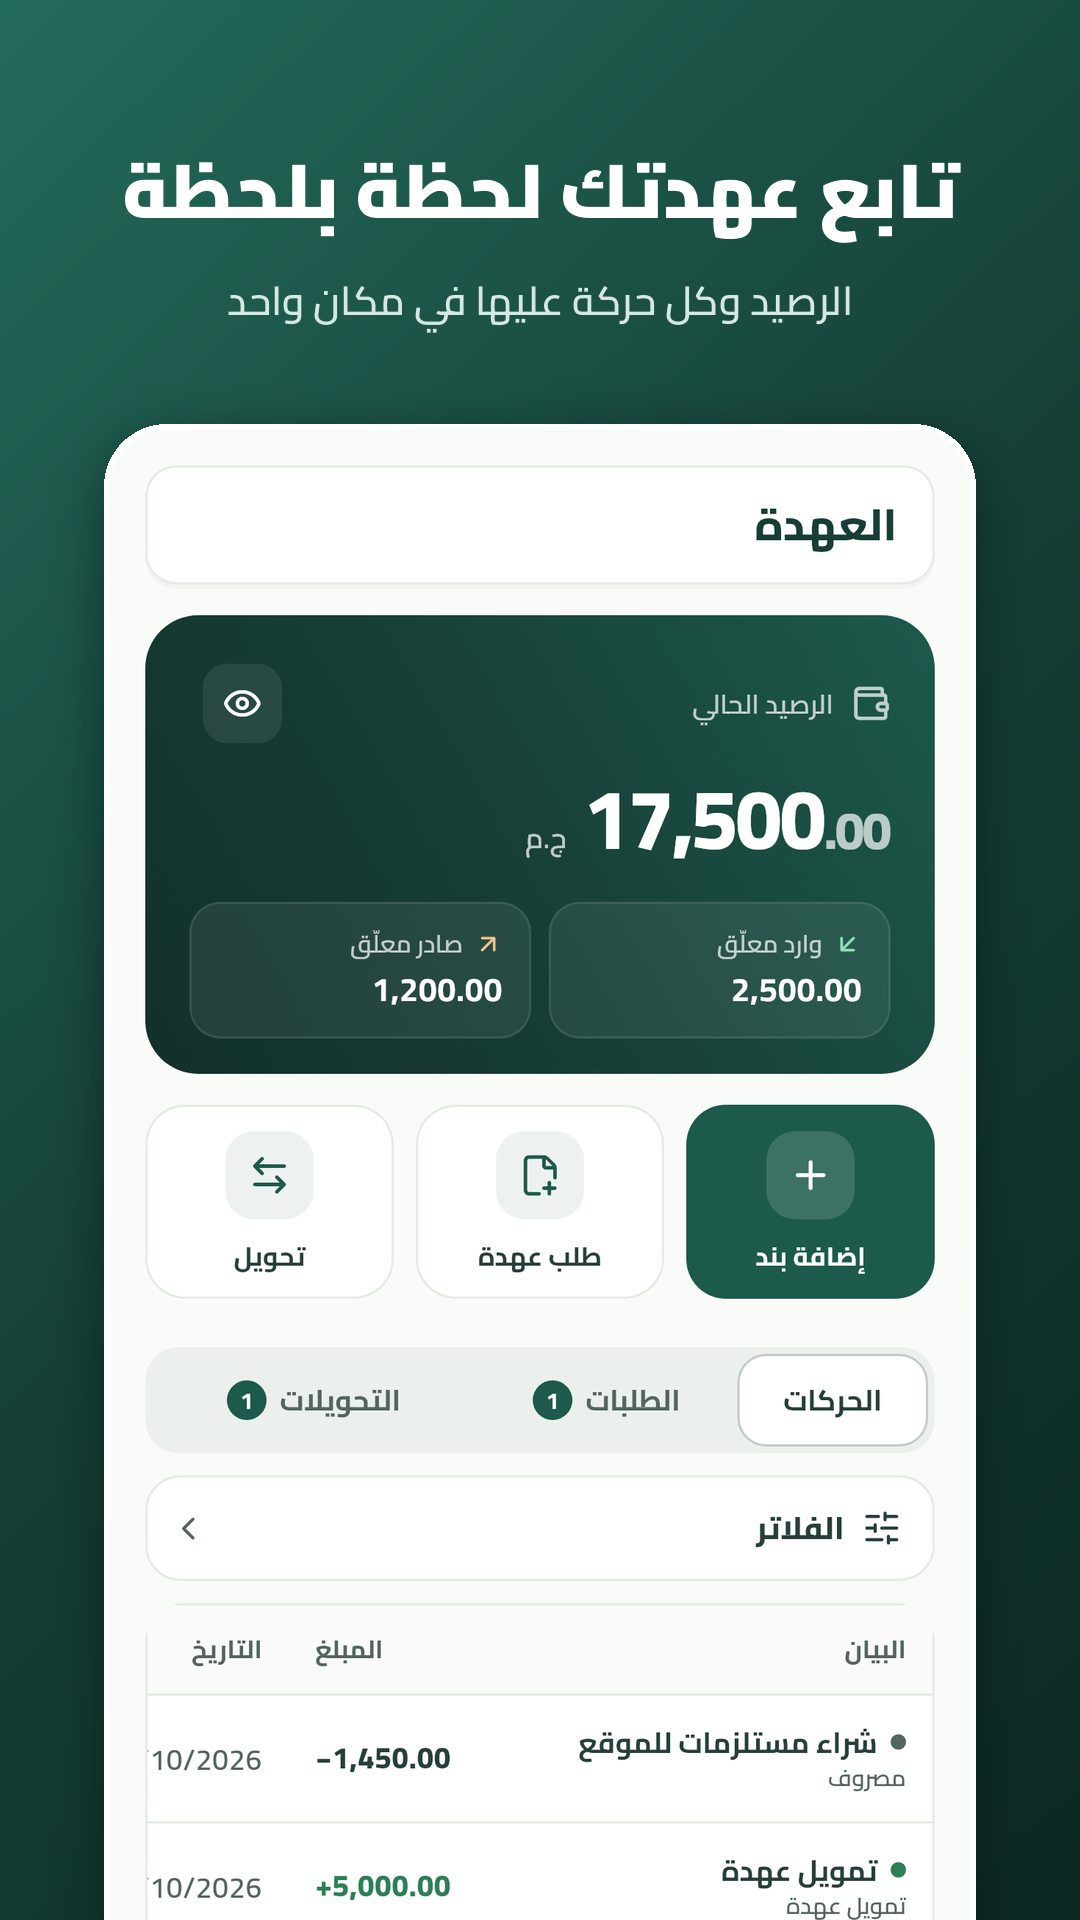 تابع عهدتك لحظة بلحظة
الرصيد وكل حركة عليها في مكان واحد
العهدة
الرصيد الحالي
17,500.00 ج.م
وارد معلّق
2,500.00
صادر معلّق
1,200.00
إضافة بند
طلب عهدة
تحويل
الحركات
الطلبات 1
التحويلات 1
الفلاتر
البيان المبلغ التاريخ
شراء مستلزمات للموقع −1,450.00 10/2026
مصروف
تمويل عهدة +5,000.00 10/2026
تمويل عهدة